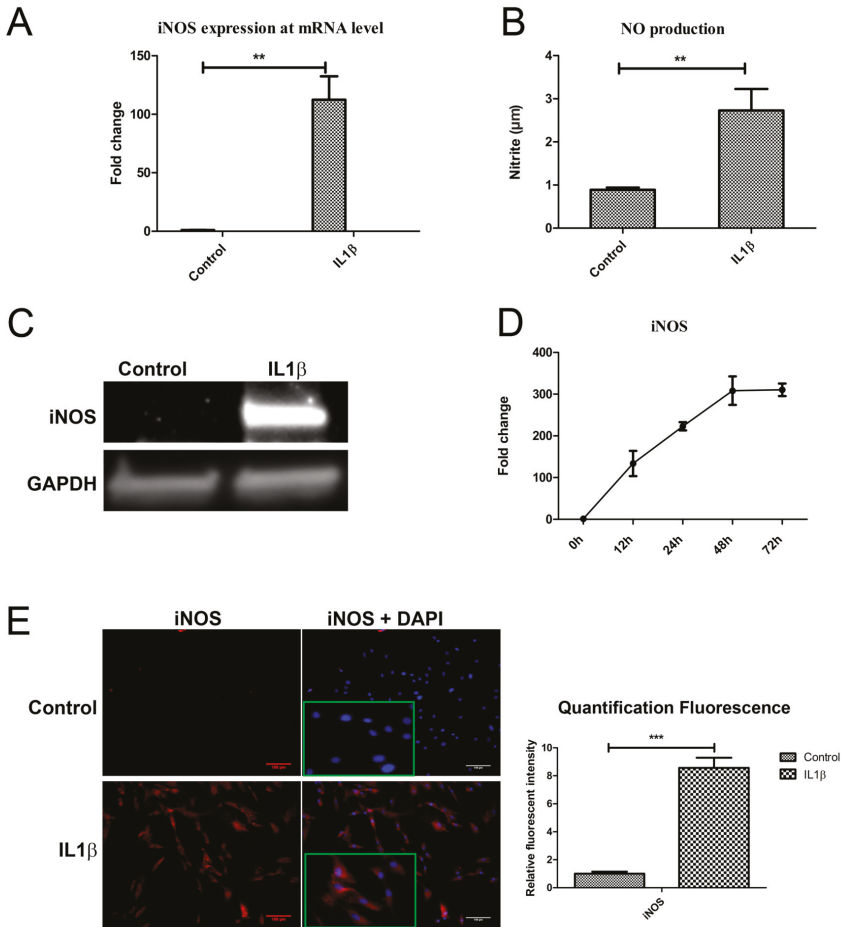 A
iNOS expression at mRNA level
Fold change
150
100
50
0
**
Control
IL1β
B
NO production
Nitrite (μm)
4
3
2
1
0
**
Control
IL1β
C
Control
IL1β
iNOS
GAPDH
D
iNOS
Fold change
400
300
200
100
0
0h
12h
24h
48h
72h
E
iNOS
iNOS + DAPI
Control
IL1β
Quantification Fluorescence
Relative fluorescent intensity
10
8
6
4
2
0
***
iNOS
Control
IL1β